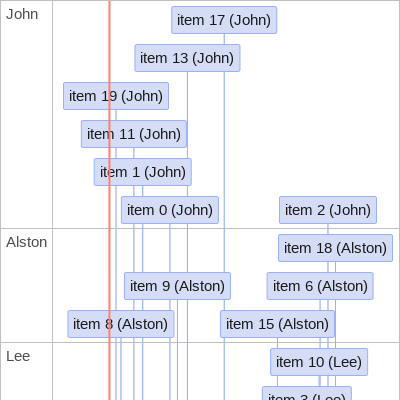 John
item 17 (John)
item 13 (John)
item 19 (John)
item 11 (John)
item 1 (John)
item 0 (John)
item 2 (John)
Alston
item 18 (Alston)
item 9 (Alston)
item 6 (Alston)
item 8 (Alston)
item 15 (Alston)
Lee
item 10 (Lee)
item 3 (Lee)